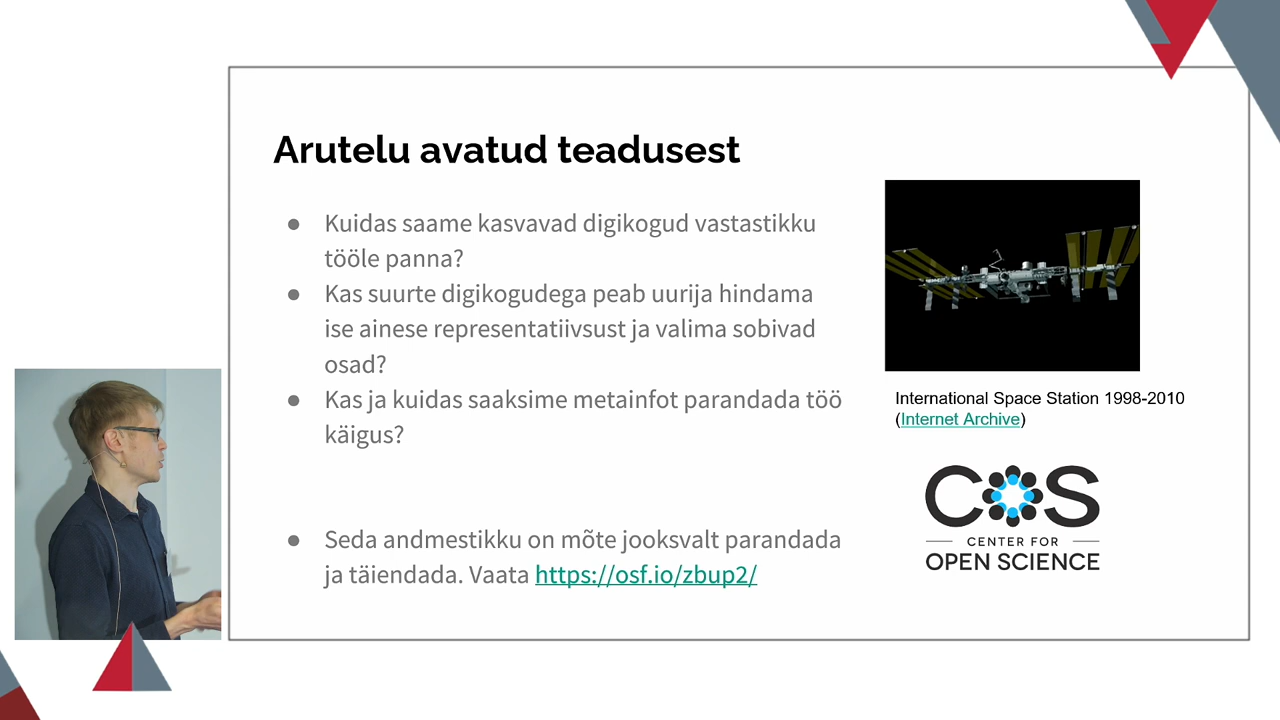 Arutelu avatud teadusest
● Kuidas saame kasvavad digikogud vastastikku
tööle panna?
● Kas suurte digikogudega peab uurija hindama
ise ainese representatiivsust ja valima sobivad
osad?
● Kas ja kuidas saaksime metainfot parandada töö
käigus?
● Seda andmestikku on mõte jooksvalt parandada
ja täiendada. Vaata https://osf.io/zbup2/
International Space Station 1998-2010
(Internet Archive)
COS
CENTER FOR
OPEN SCIENCE